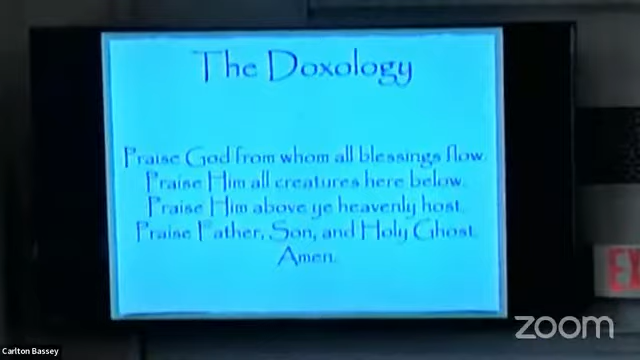 The Doxology
Praise God from whom all blessings flow.
Praise Him all creatures here below.
Praise Him above ye heavenly host.
Praise Father, Son, and Holy Ghost.
Amen.
EX
zoom
Carlton Bassey